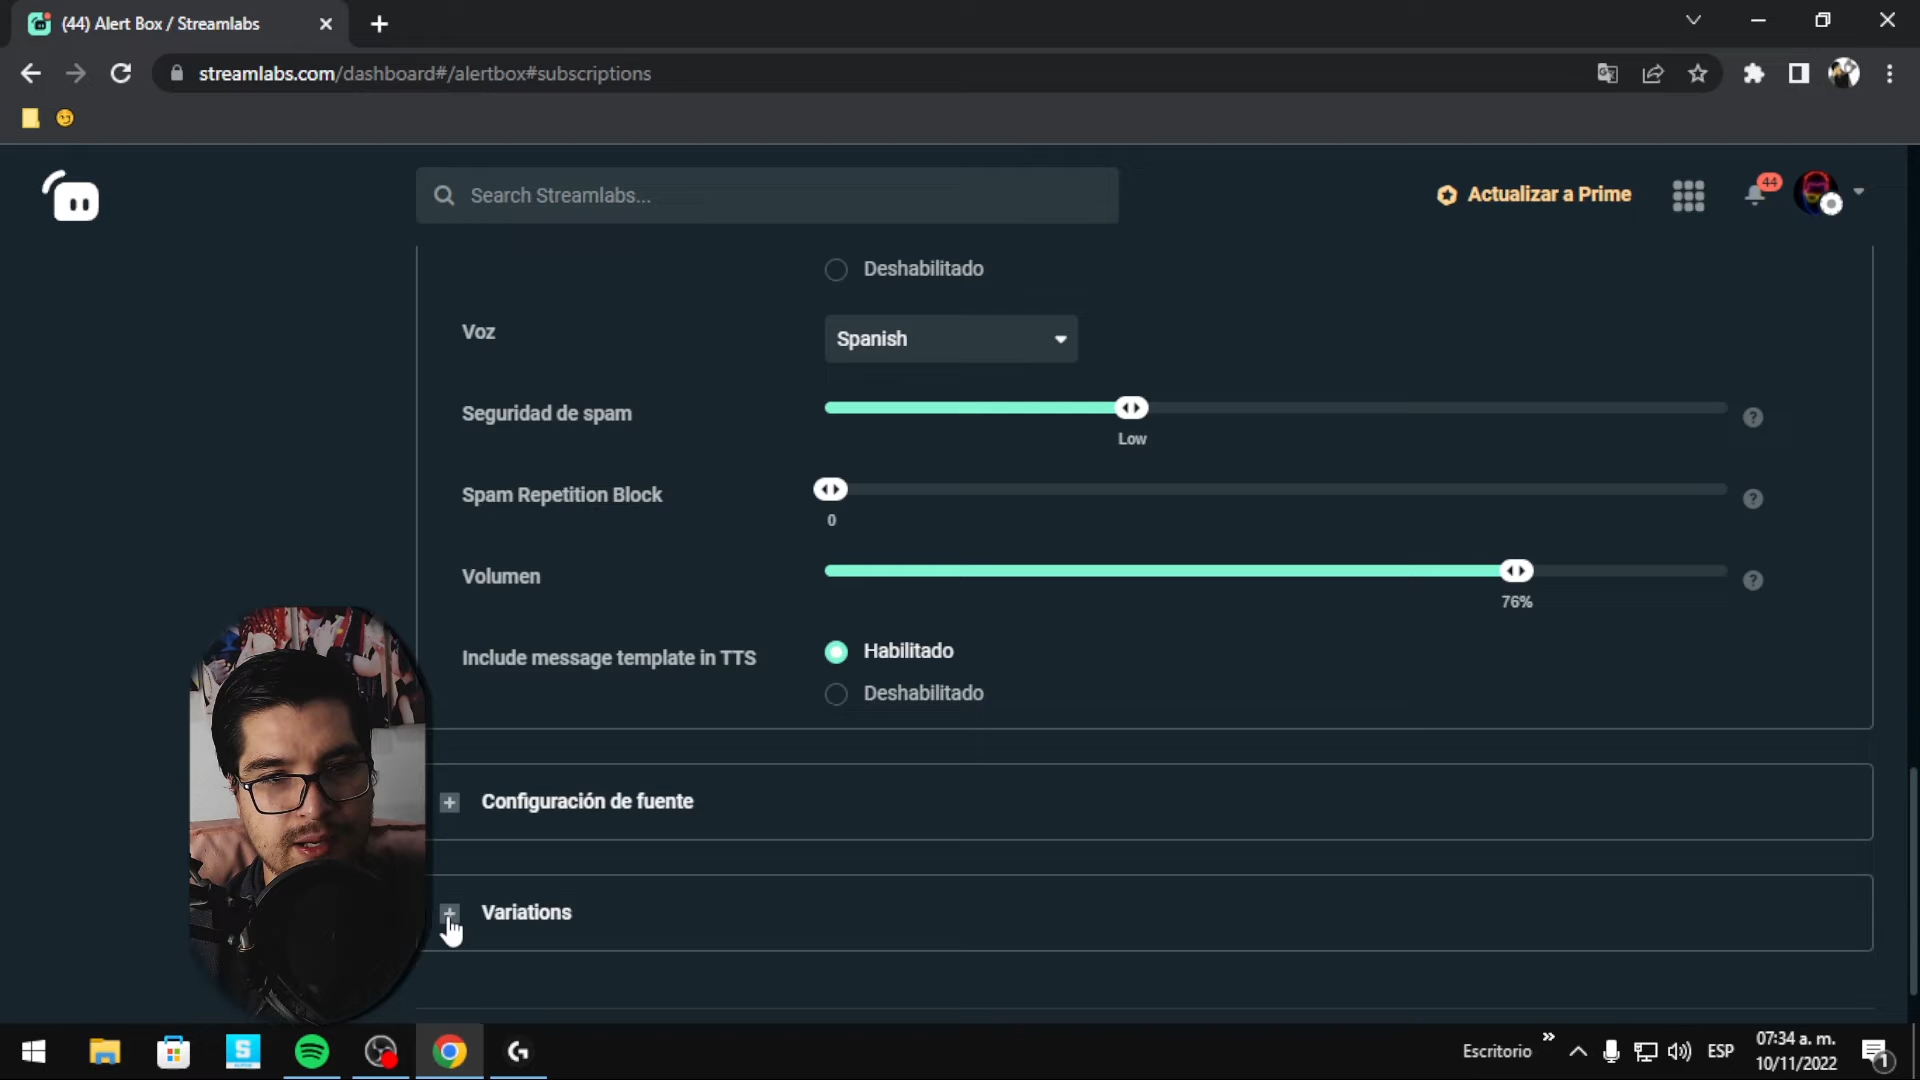 (44) Alert Box / Streamlabs
streamlabs.com/dashboard#/alertbox#subscriptions
Search Streamlabs...
Actualizar a Prime
44
Deshabilitado
Voz
Spanish
Seguridad de spam
Low
Spam Repetition Block
0
Volumen
76%
Include message template in TTS
Habilitado
Deshabilitado
Configuración de fuente
Variations
Escritorio
ESP
07:34 a. m.
10/11/2022
1